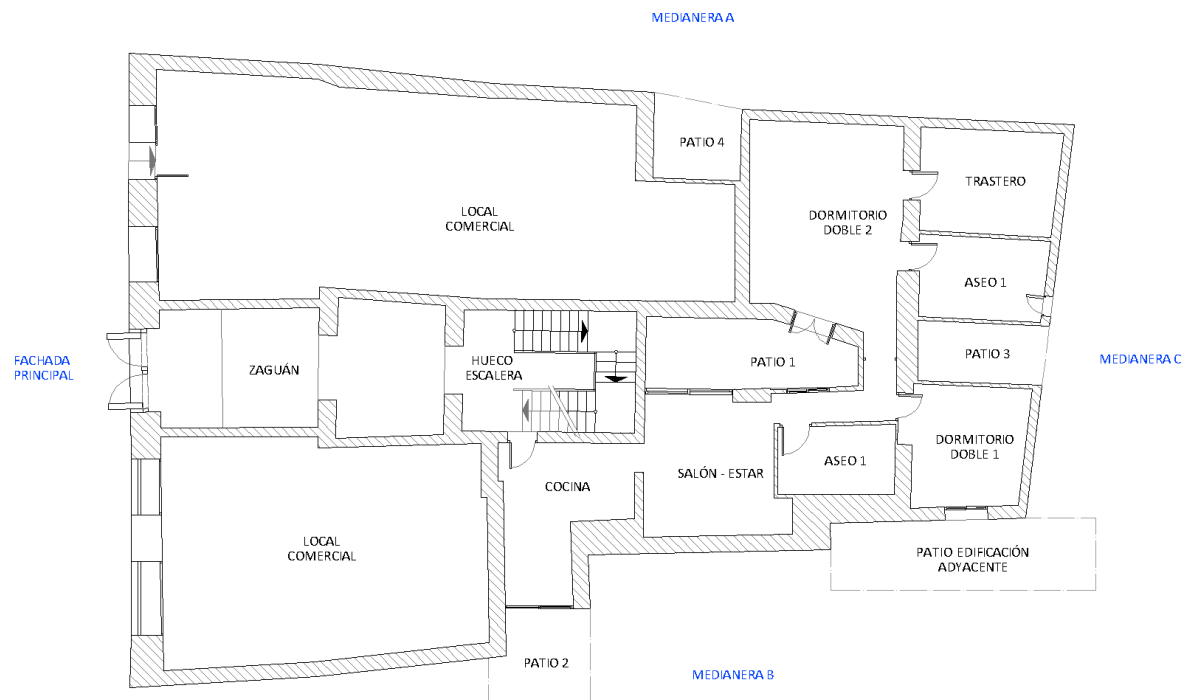 MEDIANERA A
PATIO 4
TRASTERO
LOCAL
COMERCIAL
DORMITORIO
DOBLE 2
ASEO 1
FACHADA
PRINCIPAL
ZAGUÁN
HUECO
ESCALERA
PATIO 1
PATIO 3
MEDIANERA C
DORMITORIO
DOBLE 1
ASEO 1
SALÓN - ESTAR
COCINA
LOCAL
COMERCIAL
PATIO EDIFICACIÓN
ADYACENTE
PATIO 2
MEDIANERA B